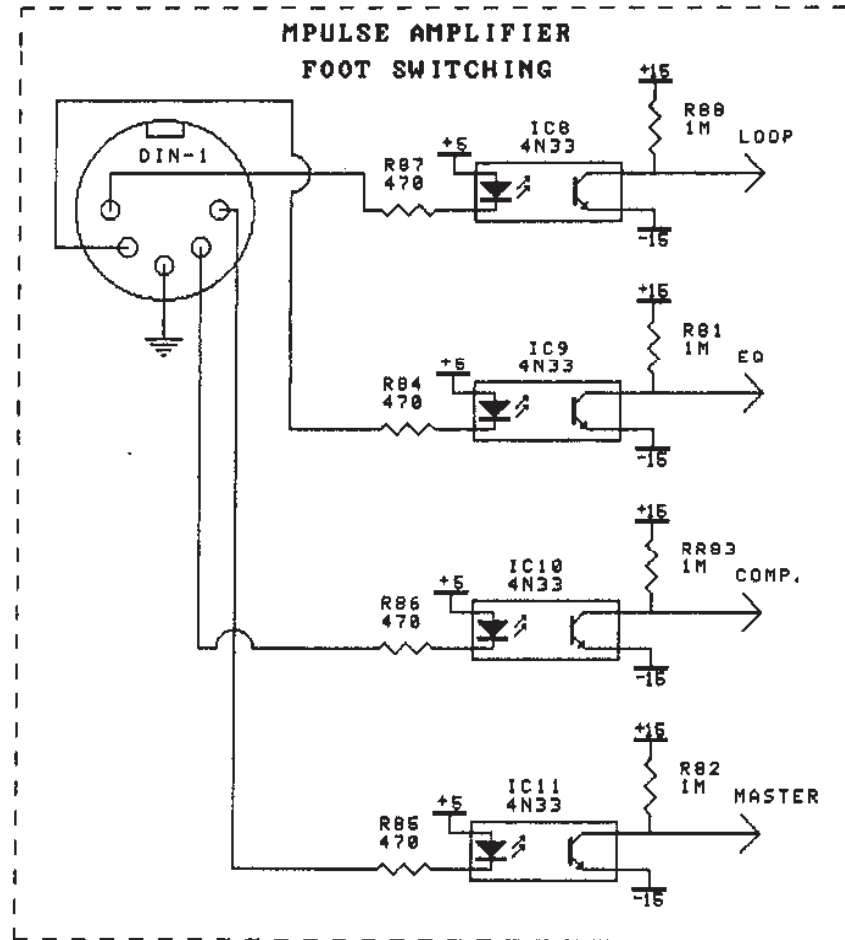 MPULSE AMPLIFIER
FOOT SWITCHING
DIN-1
+15
R88
1M
LOOP
IC8
4N33
+5
R87
470
-15
+15
R81
1M
EQ
IC9
4N33
+5
R84
470
-15
+15
RR83
1M
COMP.
IC10
4N33
+5
R86
470
-15
+15
R82
1M
MASTER
IC11
4N33
+5
R85
470
-15